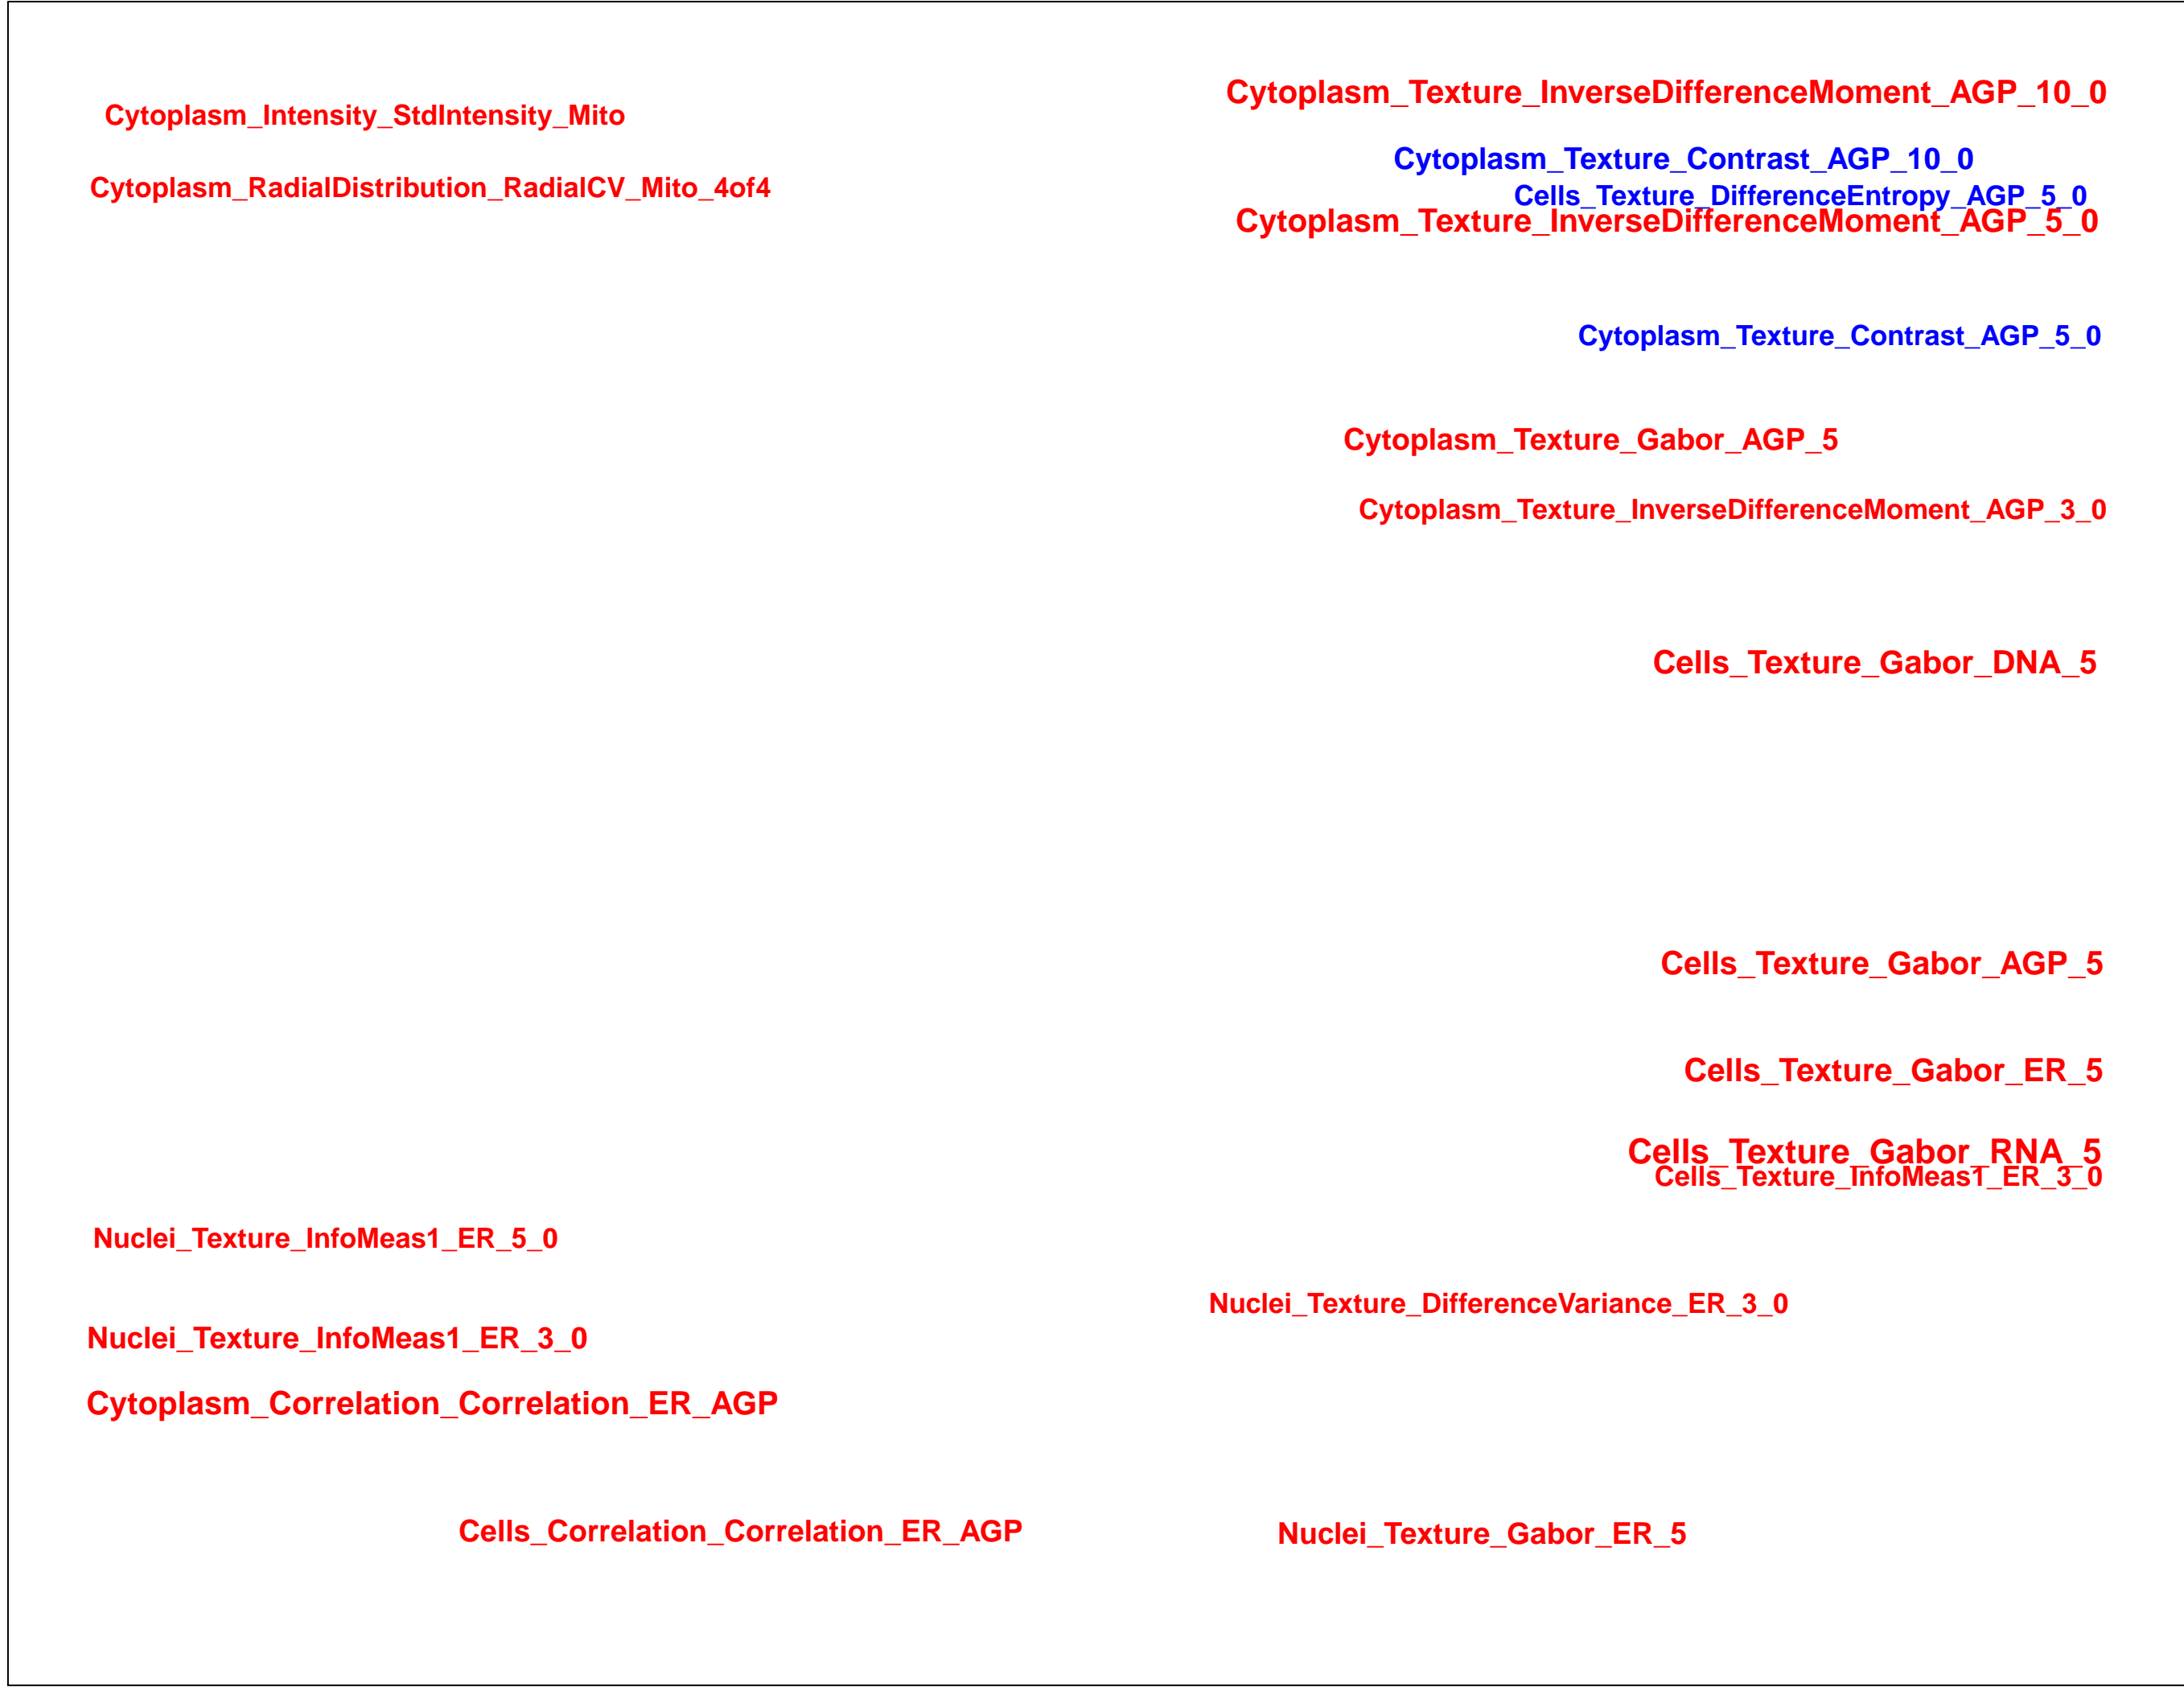 Cytoplasm_Texture_InverseDifferenceMoment_AGP_10_0
Cytoplasm_Intensity_StdIntensity_Mito
Cytoplasm_Texture_Contrast_AGP_10_0
Cytoplasm_RadialDistribution_RadialCV_Mito_4of4
Cells_Texture_DifferenceEntropy_AGP_5_0
Cytoplasm_Texture_InverseDifferenceMoment_AGP_5_0
Cytoplasm_Texture_Contrast_AGP_5_0
Cytoplasm_Texture_Gabor_AGP_5
Cytoplasm_Texture_InverseDifferenceMoment_AGP_3_0
Cells_Texture_Gabor_DNA_5
Cells_Texture_Gabor_AGP_5
Cells_Texture_Gabor_ER_5
Cells_Texture_Gabor_RNA_5
Cells_Texture_InfoMeas1_ER_3_0
Nuclei_Texture_InfoMeas1_ER_5_0
Nuclei_Texture_DifferenceVariance_ER_3_0
Nuclei_Texture_InfoMeas1_ER_3_0
Cytoplasm_Correlation_Correlation_ER_AGP
Cells_Correlation_Correlation_ER_AGP
Nuclei_Texture_Gabor_ER_5